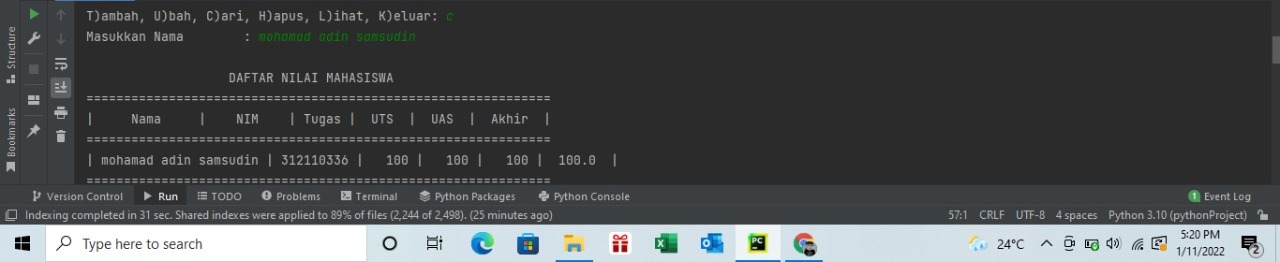 T)ambah, U)bah, C)ari, H)apus, L)ihat, K)eluar: c
Masukkan Nama : mohamad adin samsudin
DAFTAR NILAI MAHASISWA
==============================================================
| Nama | NIM | Tugas | UTS | UAS | Akhir |
==============================================================
| mohamad adin samsudin | 312110336 | 100 | 100 | 100 | 100.0 |
==============================================================
Structure
Bookmarks
Version Control Run TODO Problems Terminal Python Packages Python Console 1 Event Log
Indexing completed in 31 sec. Shared indexes were applied to 89% of files (2,244 of 2,498). (25 minutes ago) 57:1 CRLF UTF-8 4 spaces Python 3.10 (pythonProject)
Type here to search PC 24°C 5:20 PM
1/11/2022 2